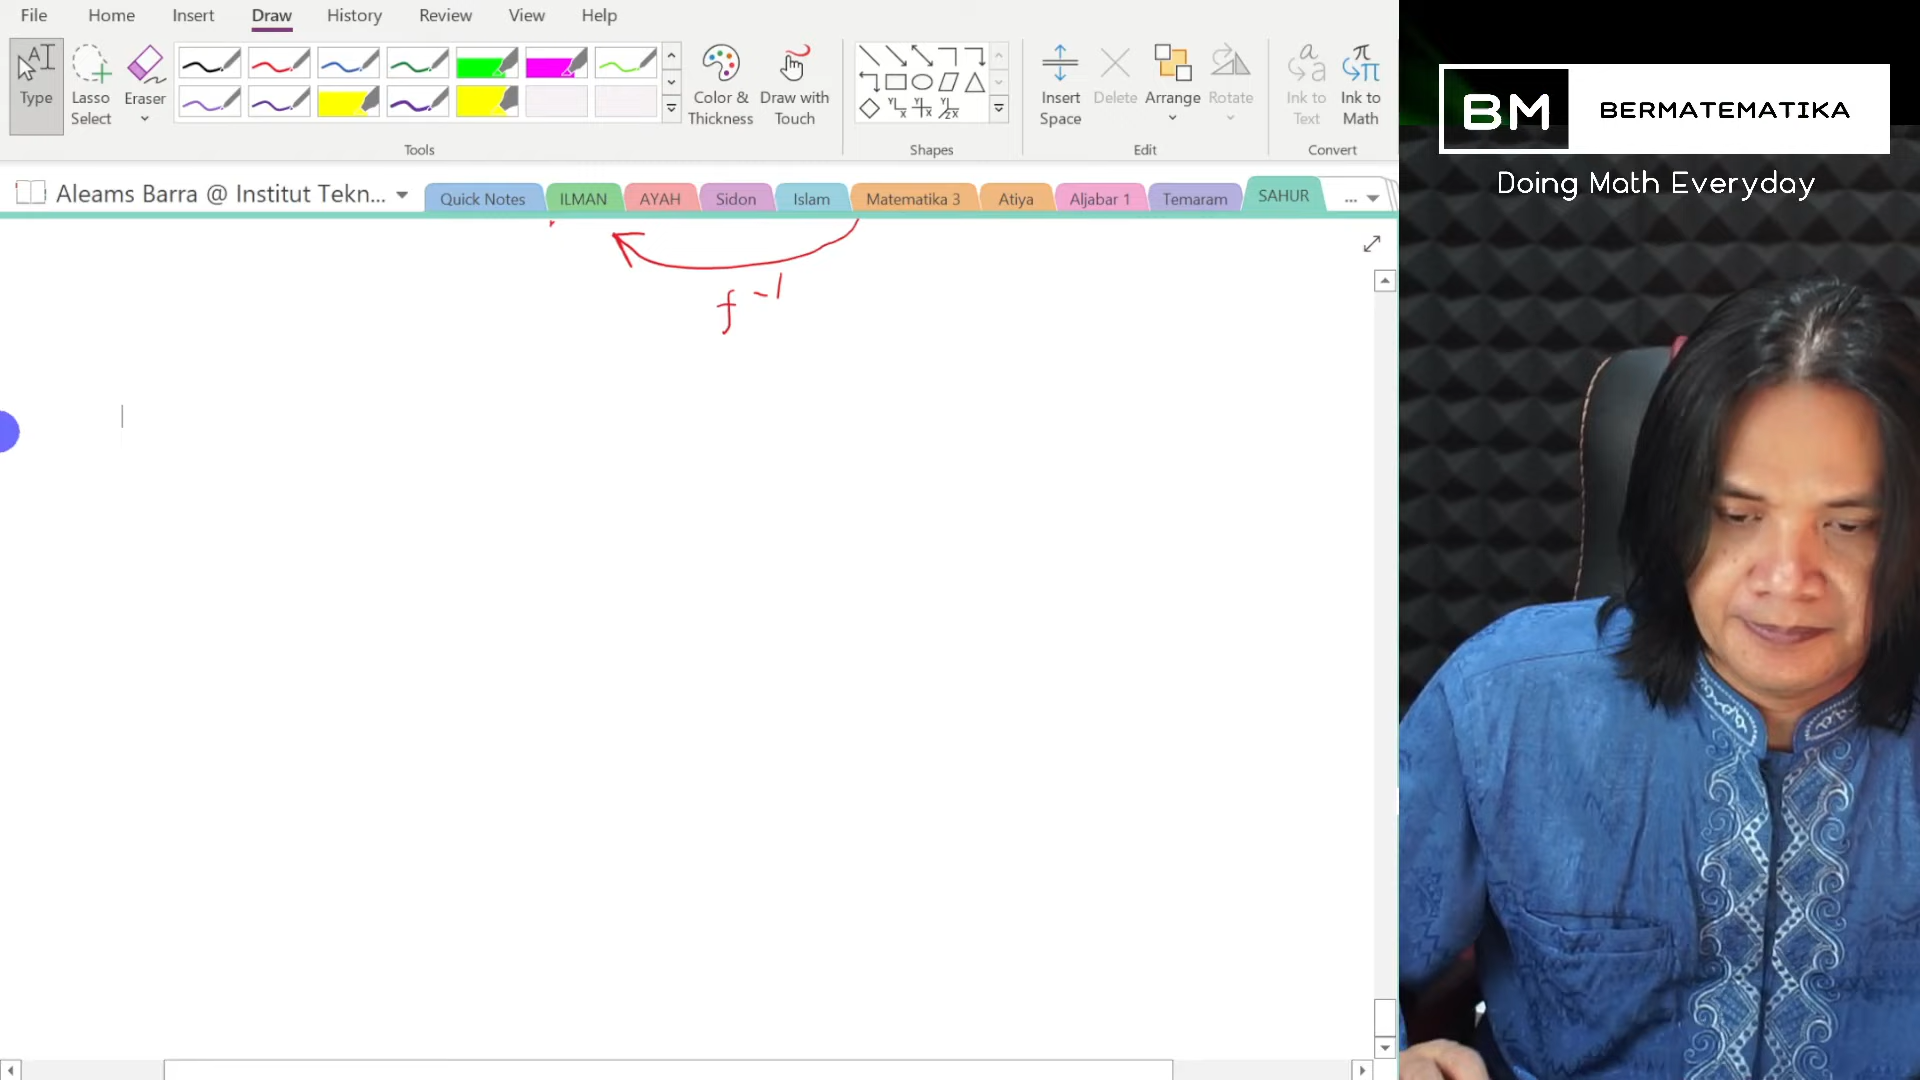 File Home Insert Draw History Review View Help
Type
Lasso Select
Eraser
Color & Thickness
Draw with Touch
Insert Space
Delete
Arrange
Rotate
Ink to Text
Ink to Math
Tools Shapes Edit Convert
Aleams Barra @ Institut Tekn...
Quick Notes ILMAN AYAH Sidon Islam Matematika 3 Atiya Aljabar 1 Temaram SAHUR ...
f⁻¹
BM BERMATEMATIKA
Doing Math Everyday